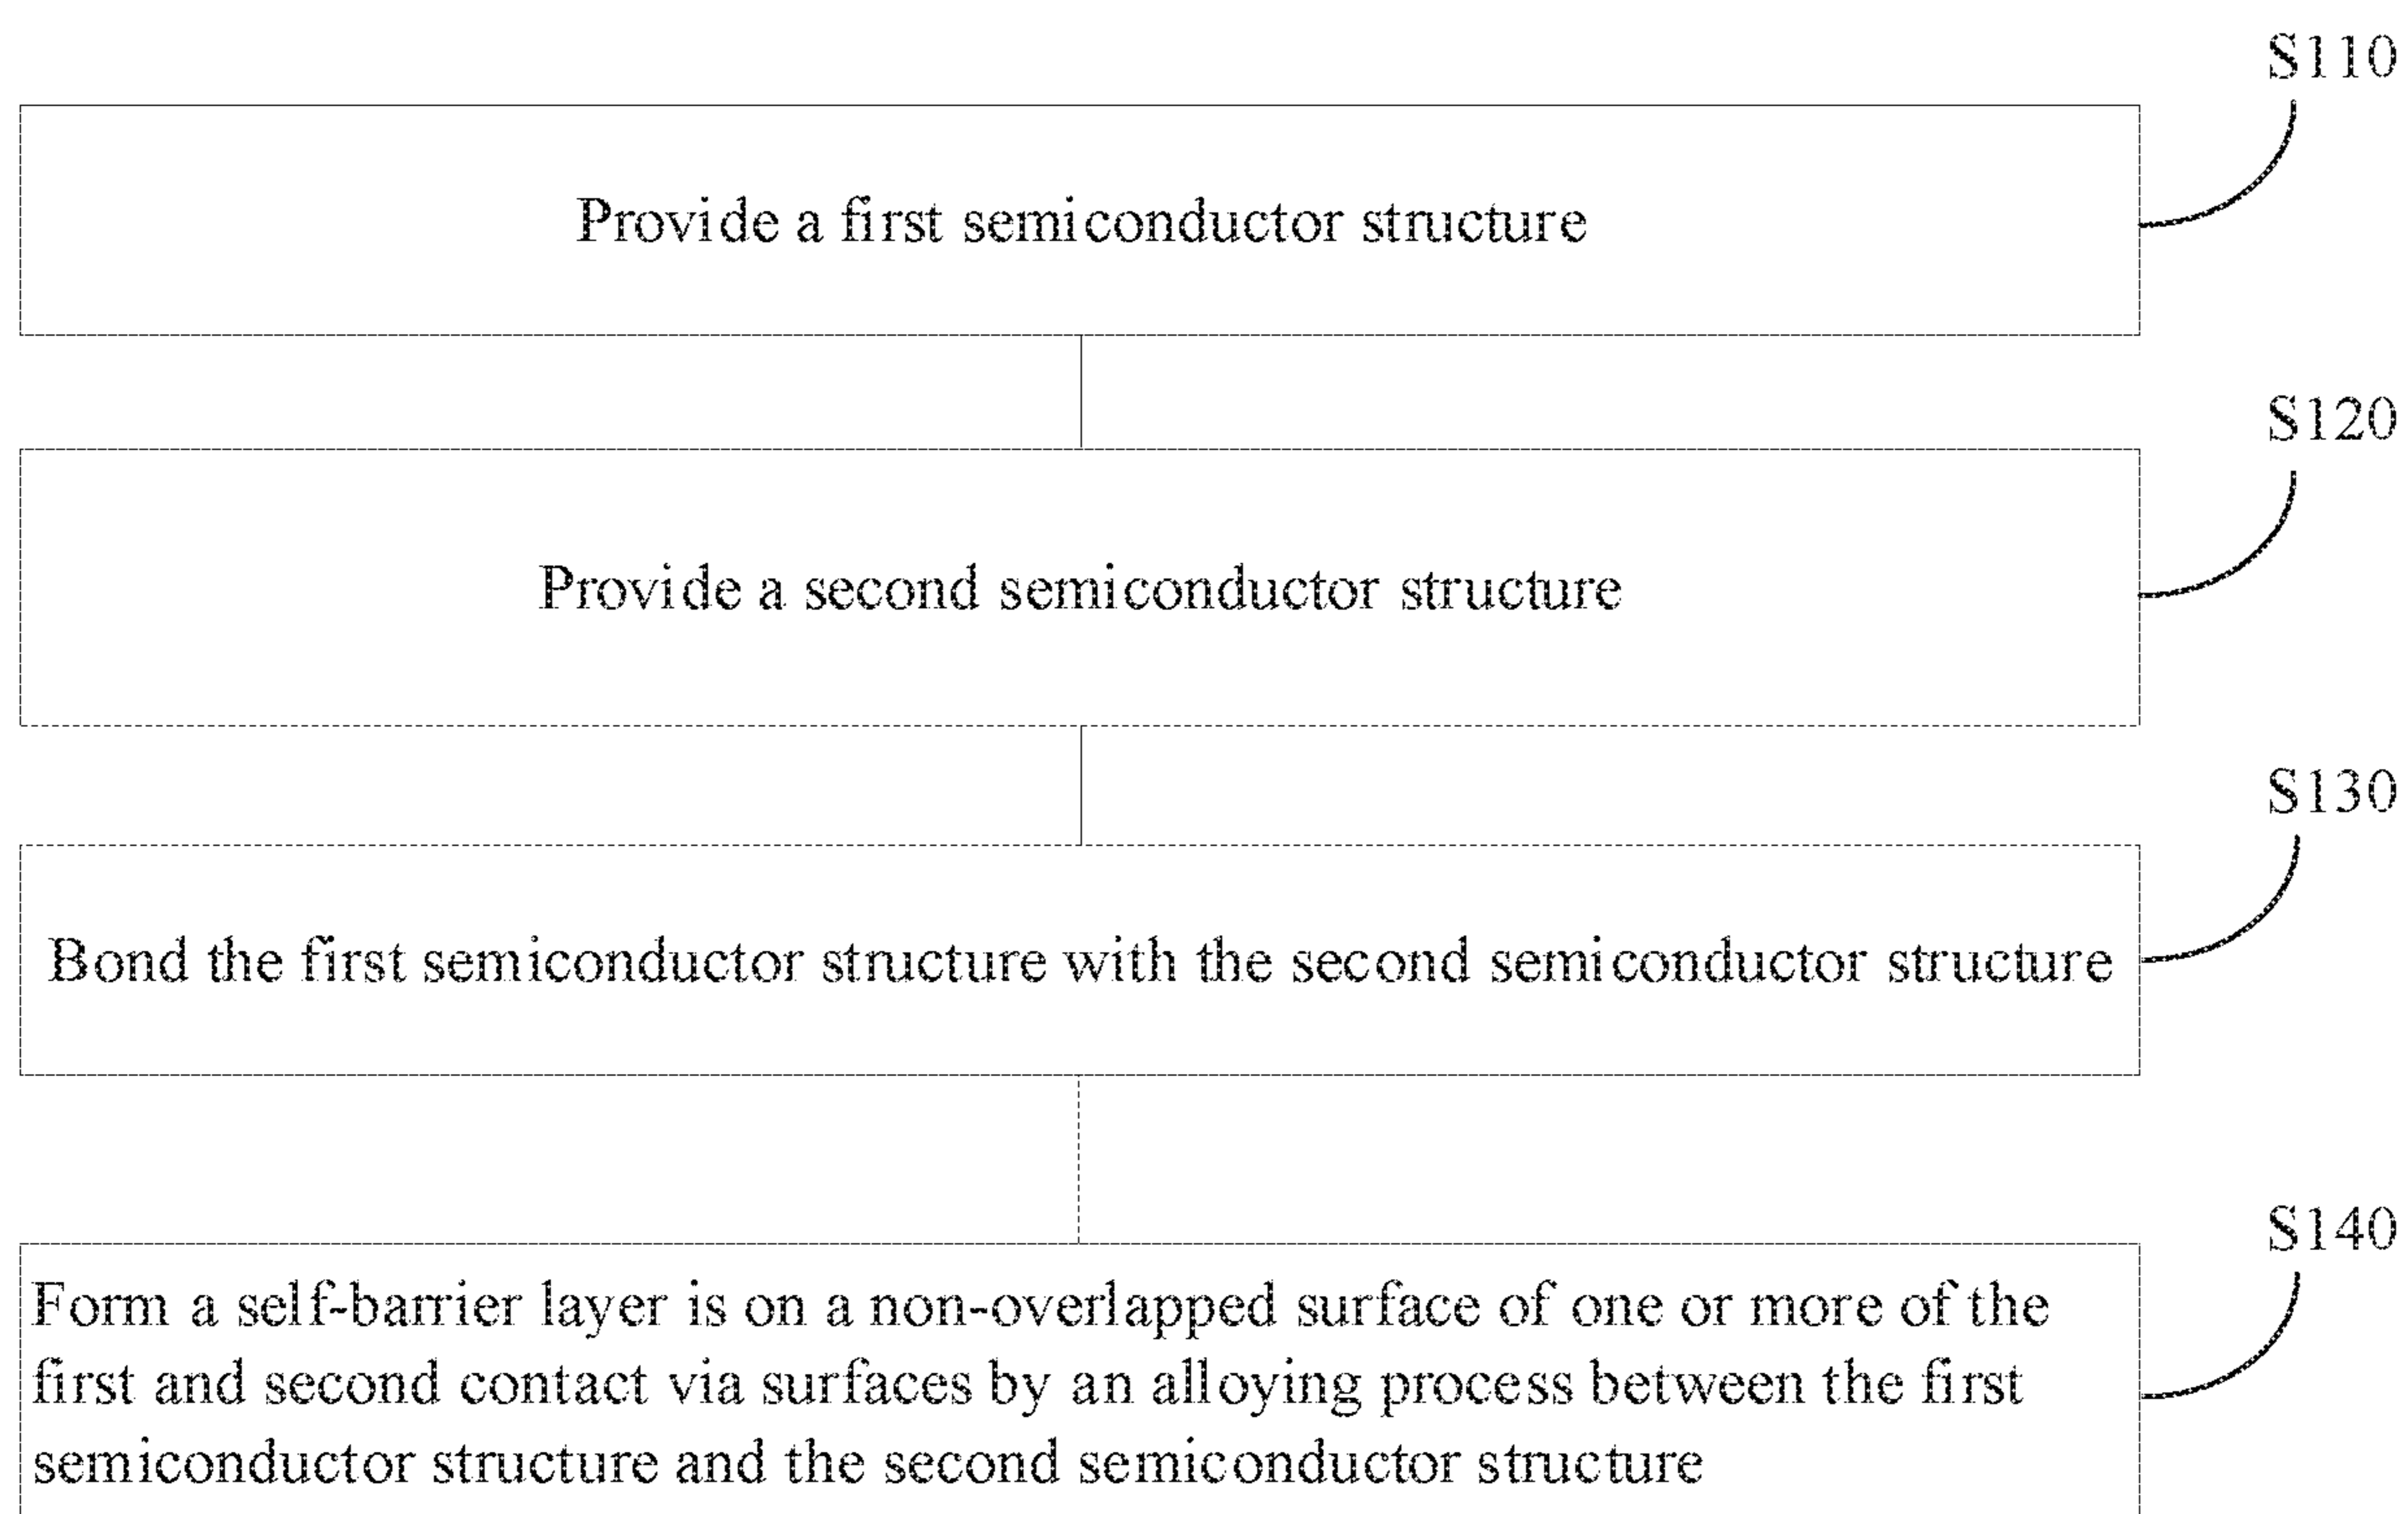 S110
Provide a first semiconductor structure
S120
Provide a second semiconductor structure
S130
Bond the first semiconductor structure with the second semiconductor structure
S140
Form a self-barrier layer is on a non-overlapped surface of one or more of the
first and second contact via surfaces by an alloying process between the first
semiconductor structure and the second semiconductor structure